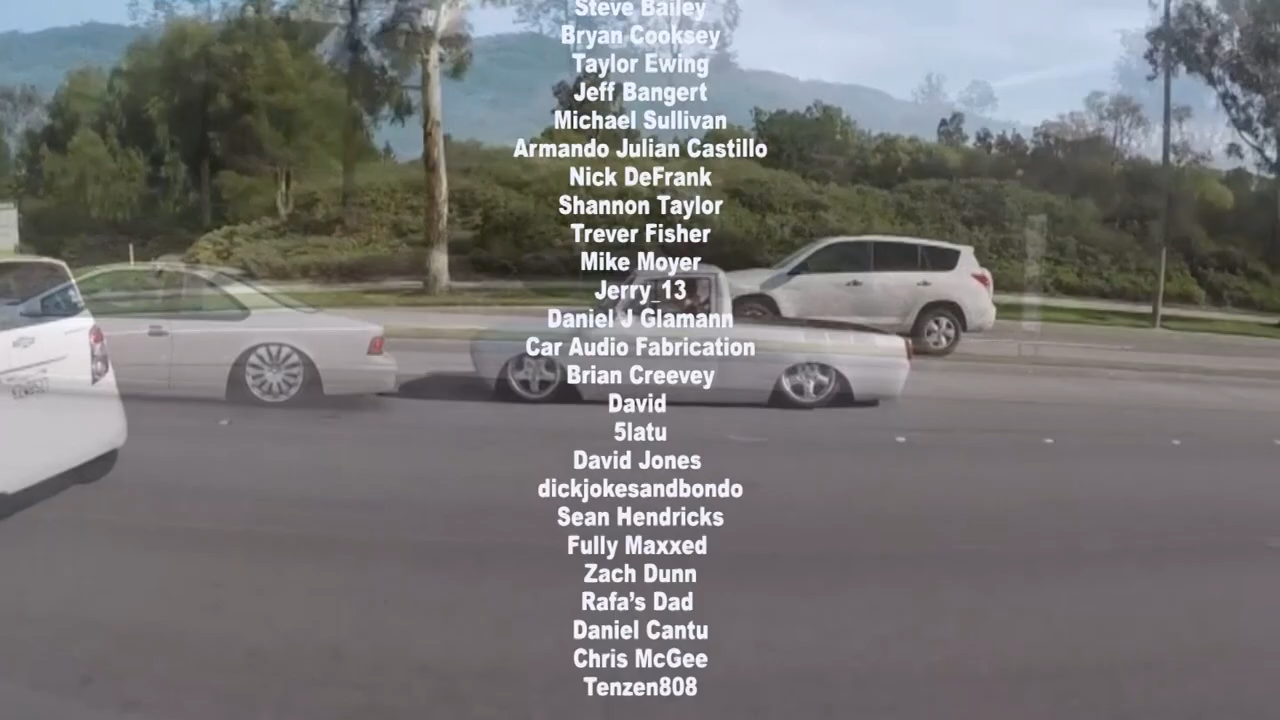 Steve Bailey
Bryan Cooksey
Taylor Ewing
Jeff Bangert
Michael Sullivan
Armando Julian Castillo
Nick DeFrank
Shannon Taylor
Trever Fisher
Mike Moyer
Jerry_13
Daniel J Glamann
Car Audio Fabrication
Brian Creevey
David
5latu
David Jones
dickjokesandbondo
Sean Hendricks
Fully Maxxed
Zach Dunn
Rafa's Dad
Daniel Cantu
Chris McGee
Tenzen808